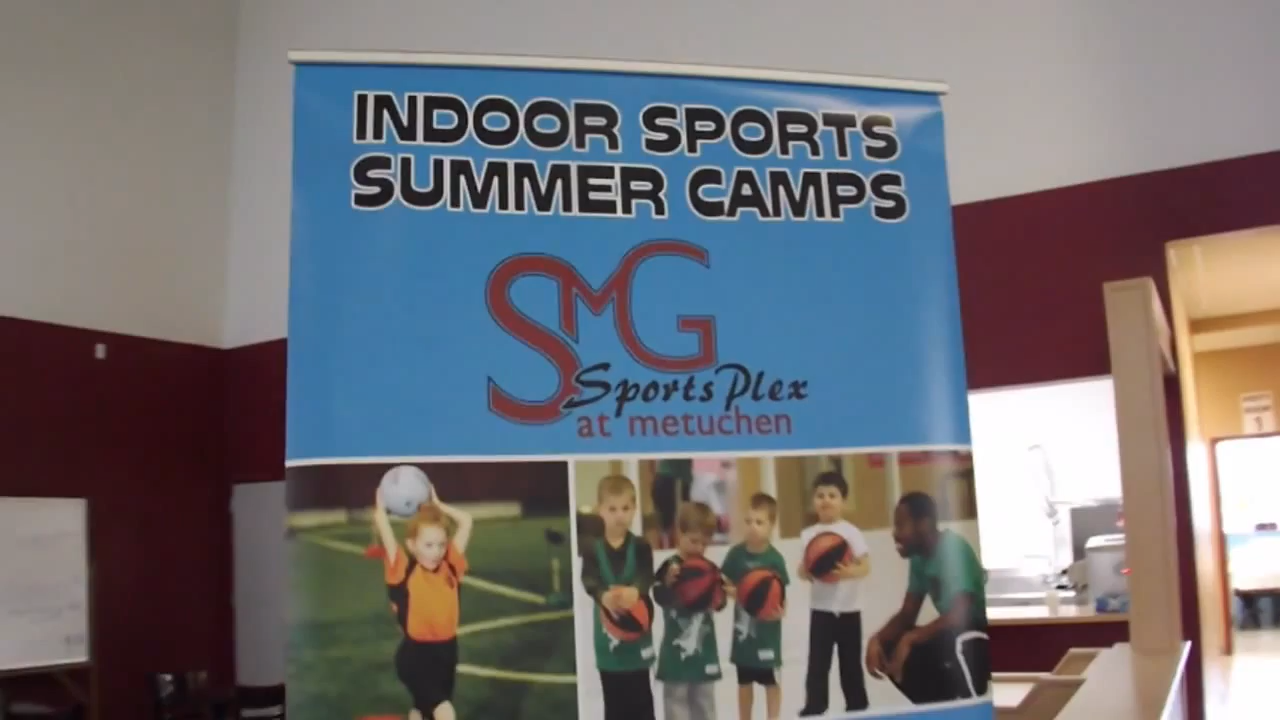 INDOOR SPORTS
SUMMER CAMPS
SMG
SportsPlex
at metuchen